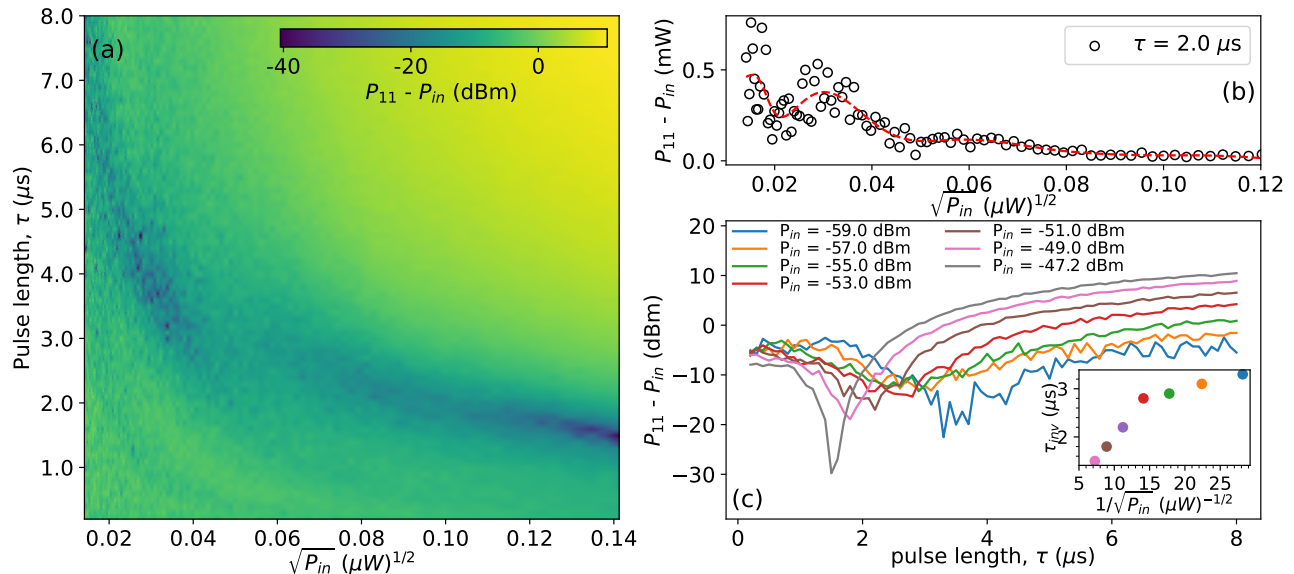 (a)
-40 -20 0
P₁₁ - Pᵢₙ (dBm)
8.0
7.0
6.0
5.0
4.0
3.0
2.0
1.0
Pulse length, τ (μs)
0.02 0.04 0.06 0.08 0.10 0.12 0.14
√Pᵢₙ (μW)¹/²
P₁₁ - Pᵢₙ (mW)
0.5
0.0
τ = 2.0 μs
(b)
0.02 0.04 0.06 0.08 0.10 0.12
√Pᵢₙ (μW)¹/²
P₁₁ - Pᵢₙ (dBm)
20
10
0
−10
−20
−30
Pᵢₙ = -59.0 dBm
Pᵢₙ = -57.0 dBm
Pᵢₙ = -55.0 dBm
Pᵢₙ = -53.0 dBm
Pᵢₙ = -51.0 dBm
Pᵢₙ = -49.0 dBm
Pᵢₙ = -47.2 dBm
τᵢₙᵥ (μs)
3
2
5 10 15 20 25
1/√Pᵢₙ (μW)⁻¹/²
(c)
0 2 4 6 8
pulse length, τ (μs)